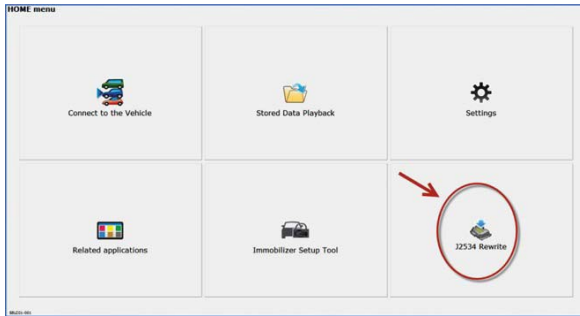 HOME menu
Connect to the Vehicle
Stored Data Playback
Settings
Related applications
Immobilizer Setup Tool
J2534 Rewrite